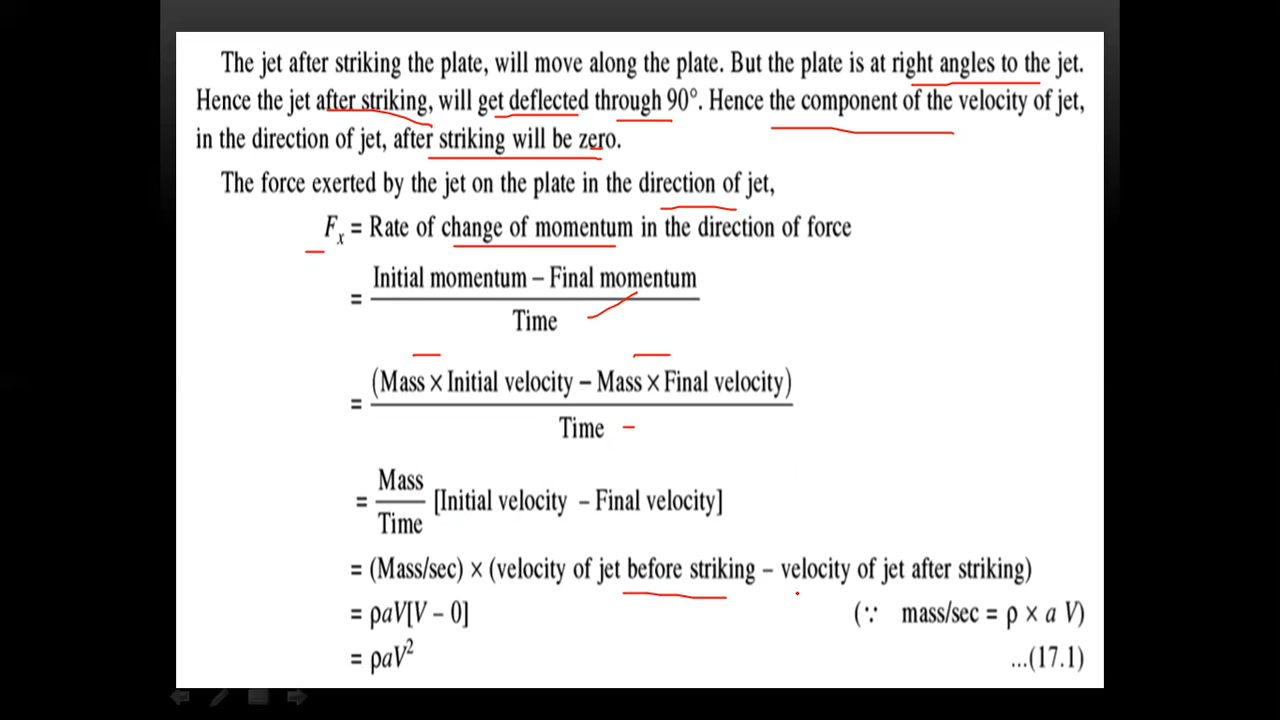 The jet after striking the plate, will move along the plate. But the plate is at right angles to the jet.
Hence the jet after striking, will get deflected through 90°. Hence the component of the velocity of jet,
in the direction of jet, after striking will be zero.
The force exerted by the jet on the plate in the direction of jet,
Fₓ = Rate of change of momentum in the direction of force
= (Initial momentum – Final momentum) / Time
= (Mass × Initial velocity – Mass × Final velocity) / Time
= Mass / Time [Initial velocity – Final velocity]
= (Mass/sec) × (velocity of jet before striking – velocity of jet after striking)
= ρaV[V – 0] (∵ mass/sec = ρ × a V)
= ρaV² ...(17.1)